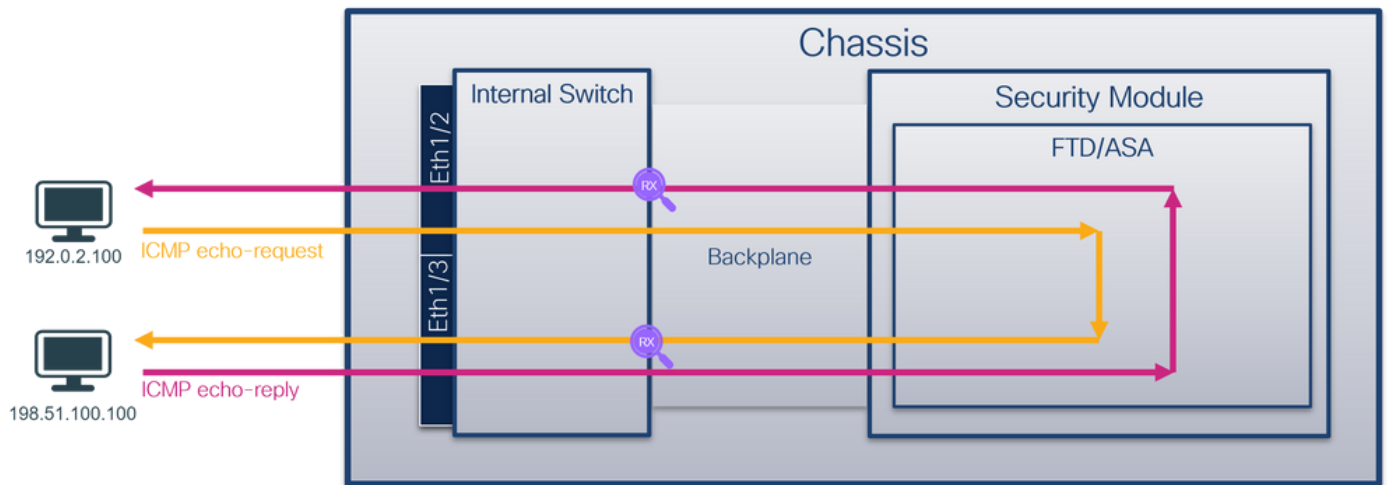 Chassis
Internal Switch
Security Module
FTD/ASA
Eth1/2
RX
192.0.2.100
ICMP echo-request
Backplane
Eth1/3
RX
198.51.100.100
ICMP echo-reply